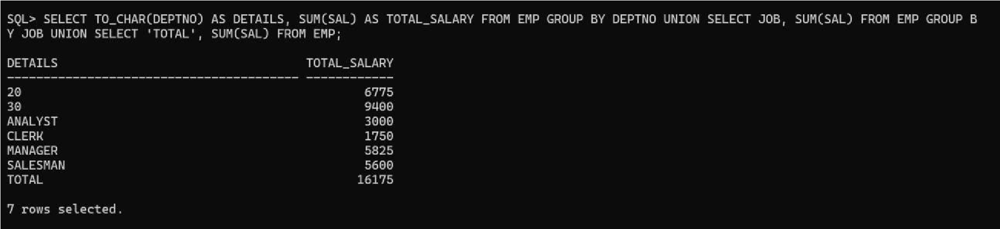 SQL> SELECT TO_CHAR(DEPTNO) AS DETAILS, SUM(SAL) AS TOTAL_SALARY FROM EMP GROUP BY DEPTNO UNION SELECT JOB, SUM(SAL) FROM EMP GROUP B
Y JOB UNION SELECT 'TOTAL', SUM(SAL) FROM EMP;
DETAILS                                  TOTAL_SALARY
---------------------------------------- ------------
20                                               6775
30                                               9400
ANALYST                                          3000
CLERK                                            1750
MANAGER                                          5825
SALESMAN                                         5600
TOTAL                                           16175
7 rows selected.